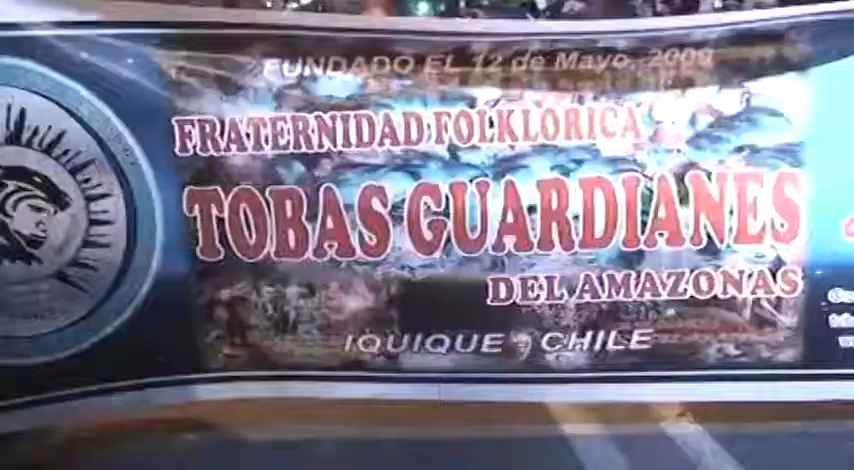 FUNDADO EL 12 de Mayo, 2009
FRATERNIDAD FOLKLORICA
TOBAS GUARDIANES
DEL AMAZONAS
IQUIQUE - CHILE